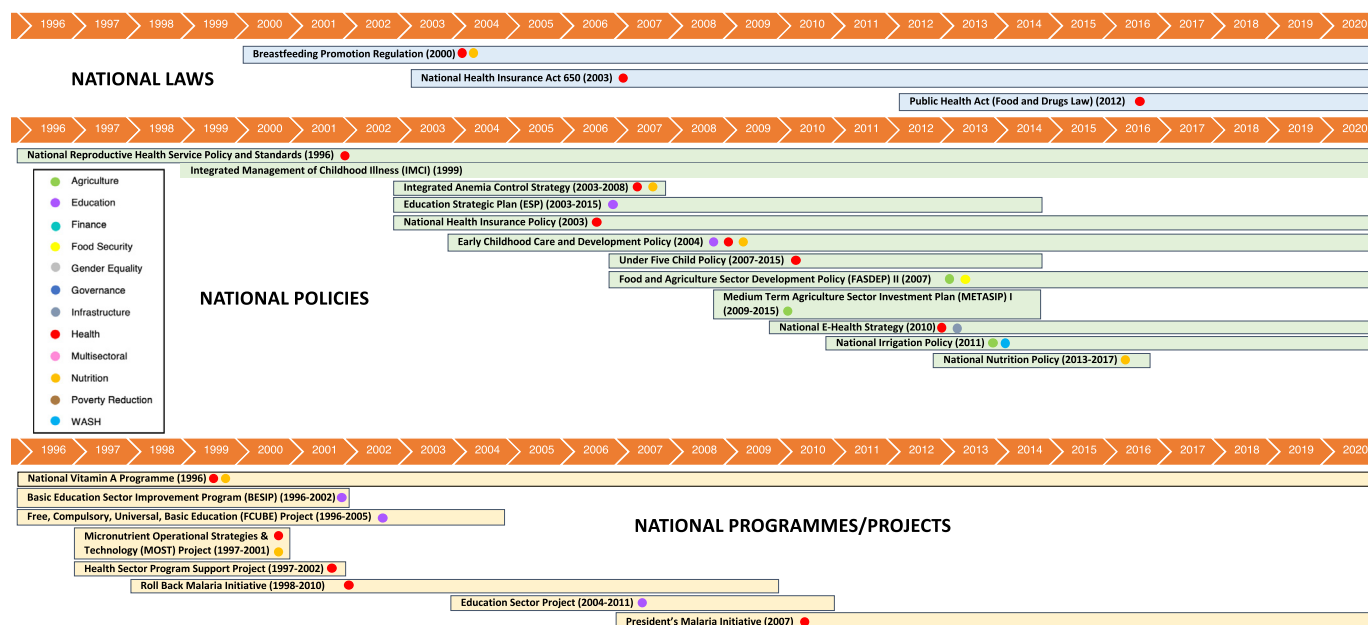 1996 1997 1998 1999 2000 2001 2002 2003 2004 2005 2006 2007 2008 2009 2010 2011 2012 2013 2014 2015 2016 2017 2018 2019 2020
Breastfeeding Promotion Regulation (2000)
NATIONAL LAWS
National Health Insurance Act 650 (2003)
Public Health Act (Food and Drugs Law) (2012)
1996 1997 1998 1999 2000 2001 2002 2003 2004 2005 2006 2007 2008 2009 2010 2011 2012 2013 2014 2015 2016 2017 2018 2019 2020
National Reproductive Health Service Policy and Standards (1996)
Integrated Management of Childhood Illness (IMCI) (1999)
Agriculture
Education
Finance
Food Security
Gender Equality
Governance
Infrastructure
Health
Multisectoral
Nutrition
Poverty Reduction
WASH
Integrated Anemia Control Strategy (2003-2008)
Education Strategic Plan (ESP) (2003-2015)
National Health Insurance Policy (2003)
Early Childhood Care and Development Policy (2004)
Under Five Child Policy (2007-2015)
Food and Agriculture Sector Development Policy (FASDEP) II (2007)
NATIONAL POLICIES
Medium Term Agriculture Sector Investment Plan (METASIP) I
(2009-2015)
National E-Health Strategy (2010)
National Irrigation Policy (2011)
National Nutrition Policy (2013-2017)
1996 1997 1998 1999 2000 2001 2002 2003 2004 2005 2006 2007 2008 2009 2010 2011 2012 2013 2014 2015 2016 2017 2018 2019 2020
National Vitamin A Programme (1996)
Basic Education Sector Improvement Program (BESIP) (1996-2002)
Free, Compulsory, Universal, Basic Education (FCUBE) Project (1996-2005)
NATIONAL PROGRAMMES/PROJECTS
Micronutrient Operational Strategies &
Technology (MOST) Project (1997-2001)
Health Sector Program Support Project (1997-2002)
Roll Back Malaria Initiative (1998-2010)
Education Sector Project (2004-2011)
President's Malaria Initiative (2007)